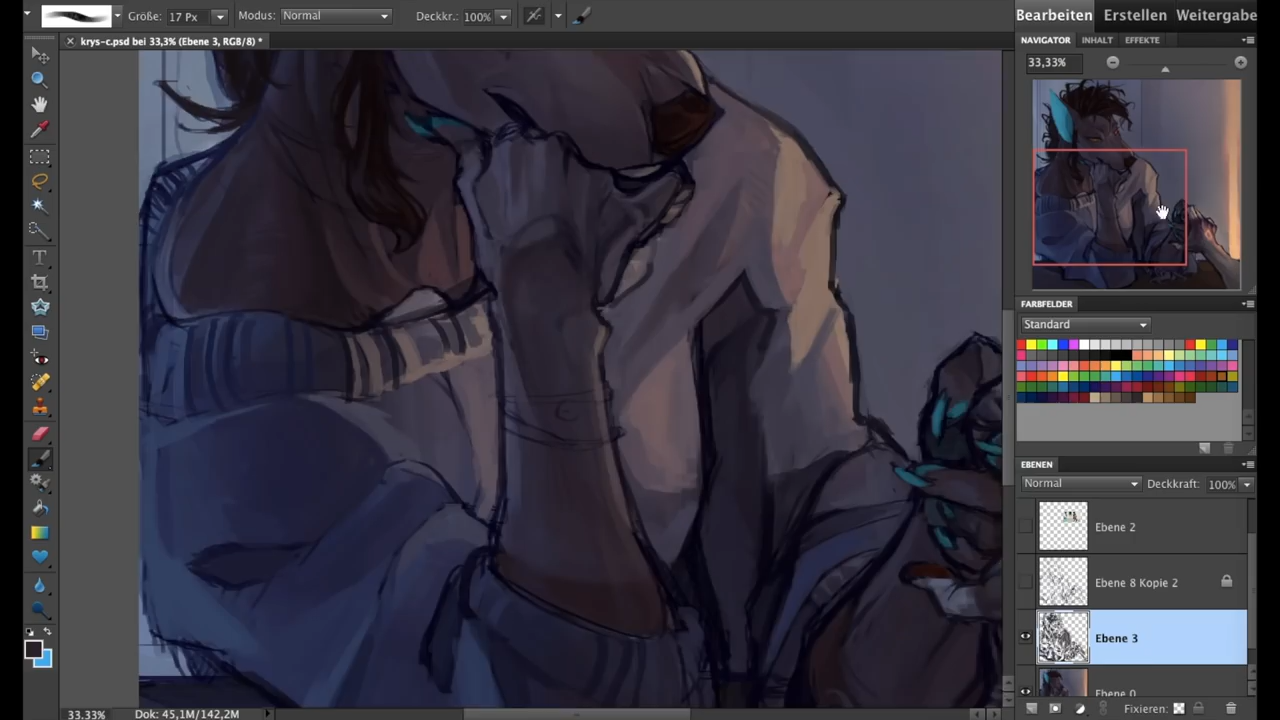 Größe: 17 Px Modus: Normal Deckkr.: 100%
Bearbeiten Erstellen Weitergabe
krys-c.psd bei 33,3% (Ebene 3, RGB/8) *
NAVIGATOR INHALT EFFEKTE
33,33%
FARBFELDER
Standard
EBENEN
Normal Deckkraft: 100%
Ebene 2
Ebene 8 Kopie 2
Ebene 3
Ebene 0
Fixieren:
33.33% Dok: 45,1M/142,2M